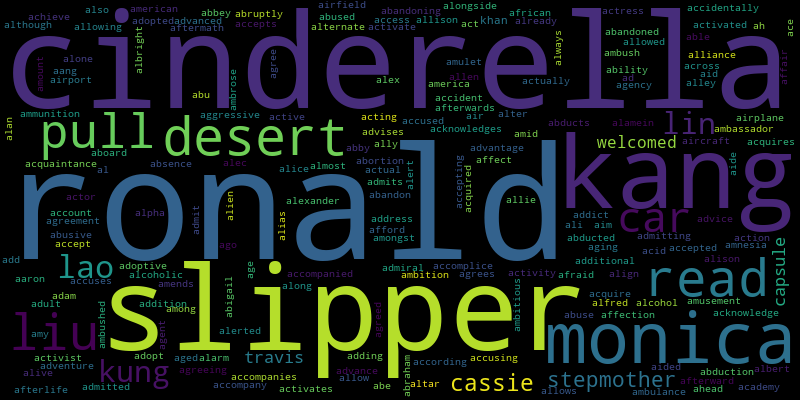 abbey abruptly achieve also american airfield alongside african actress accidentally
although allowing adopted advanced aftermath abused abandoning access allison khan already
cinderella
albright accepts alternate activate act abandoned activated ah ace
amount alone aang airport abu ambrose agree alex america amulet allen actually always allowed ambush ability ad agency able alliance across aid alley affair
ammunition aggressive active acting accident afterwards accused air alter abducts alamein airplane
alan pull desert advises ally acknowledges amid lin ambassador acquires
aboard abby abortion advantage welcomed aircraft
acquaintance al absence alec alice almost actual admits affect kang aide
ronald
actor alpha admit alien alias alexander abandon alert accepting acquired allie addict car advice
account agreement abusive accept address afford amongst ali aim abducted admitting action amnesia
add lao adoptive ago accompanied admiral accomplice afraid aging acid accepted alison
aaron accuses alcoholic amends age along ambition agrees activity additional align read capsule
adam adult addition among abigail slipper ambitious acquire alfred alcohol amusement
liu amy ambushed agent alerted agreed abuse affection acknowledge
activist adopt aged alarm travis adding according accusing monica
alive adventure kung agreeing accompanies allow advance abe abraham altar cassie stepmother aided abduction albert
afterlife admitted accompany activates allows ambulance afterward ahead academy